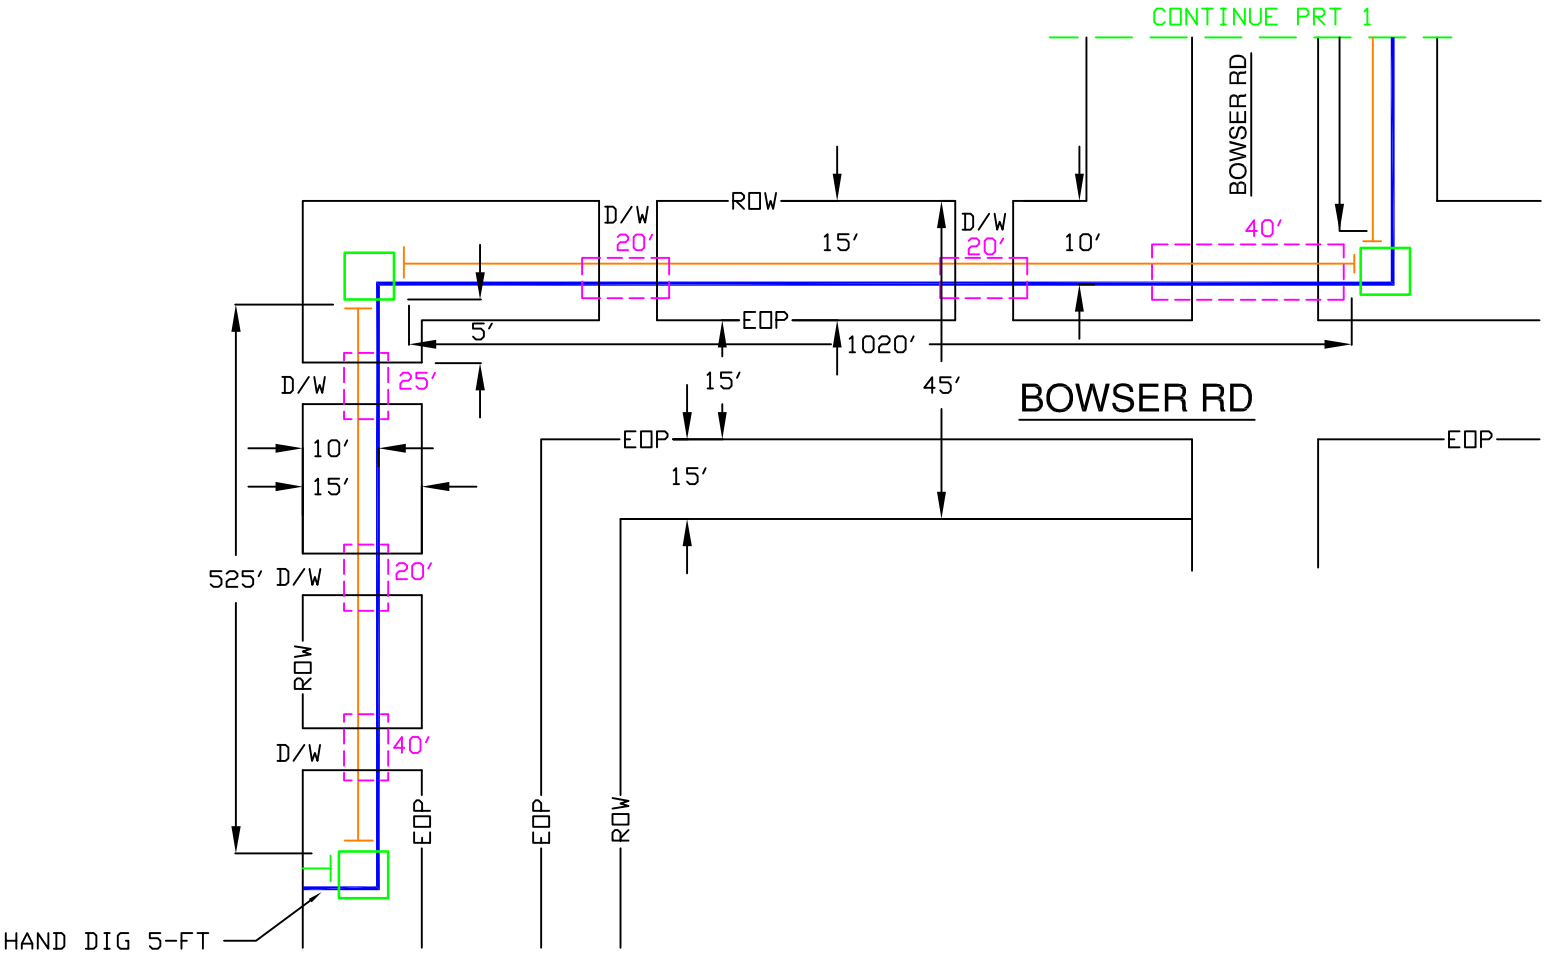 CONTINUE PRT 1
BOWSER RD
ROW
D/W
20'
15'
D/W
20'
10'
40'
EOP
5'
1020'
15'
45'
BOWSER RD
D/W
25'
EOP
EOP
10'
15'
15'
525'
D/W
20'
ROW
D/W
40'
EOP
EOP
ROW
HAND DIG 5-FT